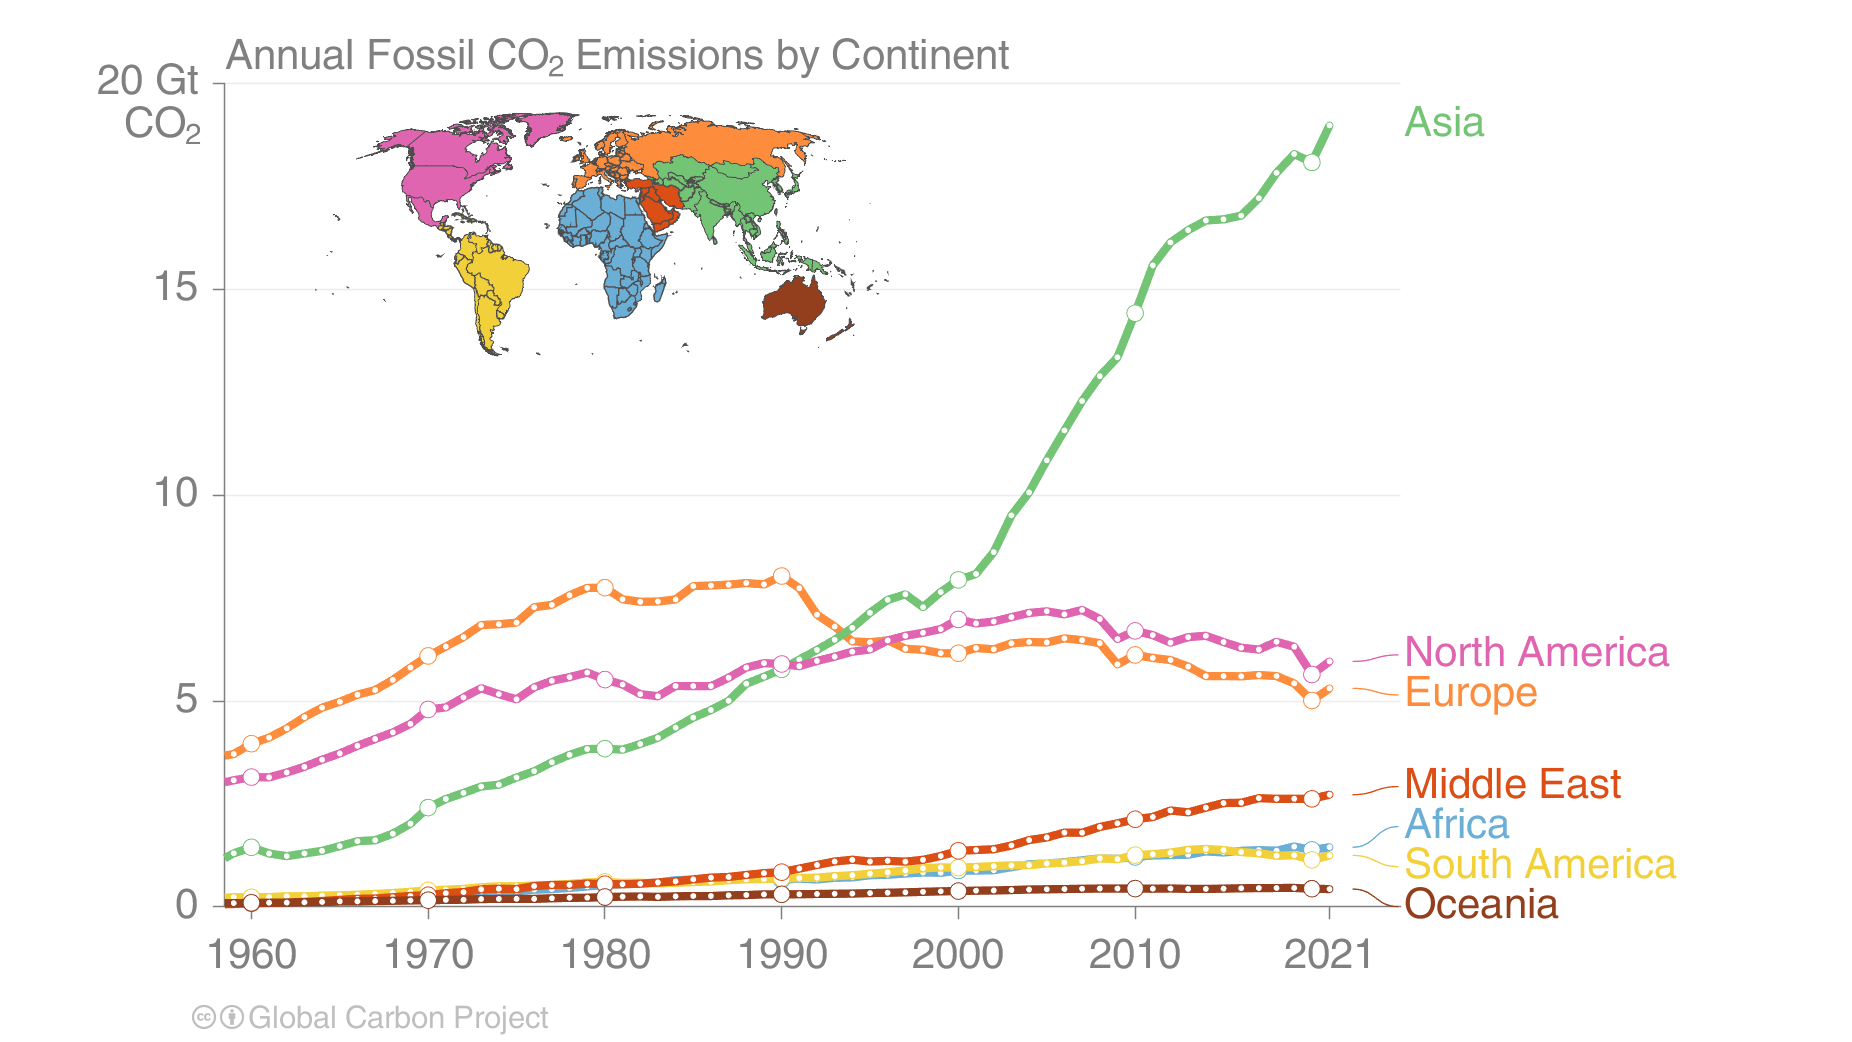 Annual Fossil CO₂ Emissions by Continent
20 Gt
CO₂
Asia
15
10
North America
5
Europe
Middle East
Africa
South America
0
Oceania
1960 1970 1980 1990 2000 2010 2021
cc Global Carbon Project